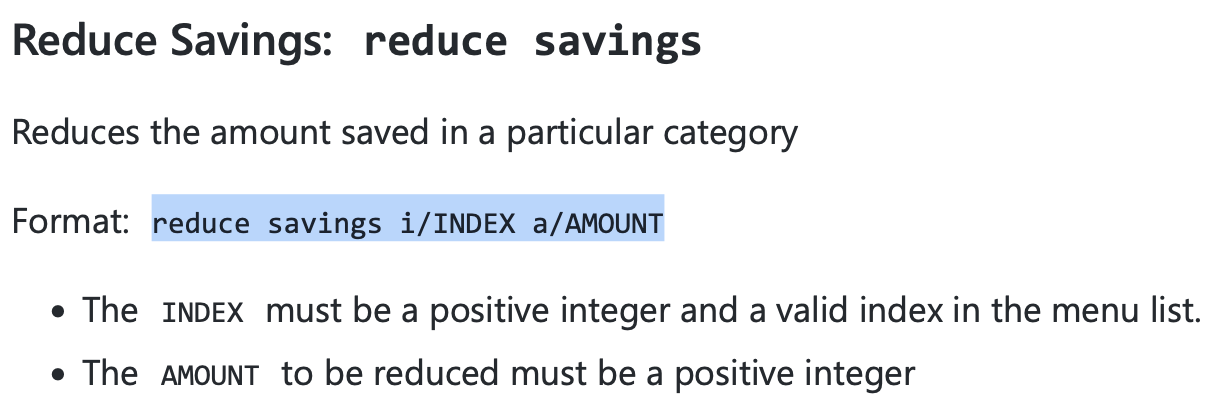 Reduce Savings: reduce savings
Reduces the amount saved in a particular category
Format: reduce savings i/INDEX a/AMOUNT
• The INDEX must be a positive integer and a valid index in the menu list.
• The AMOUNT to be reduced must be a positive integer